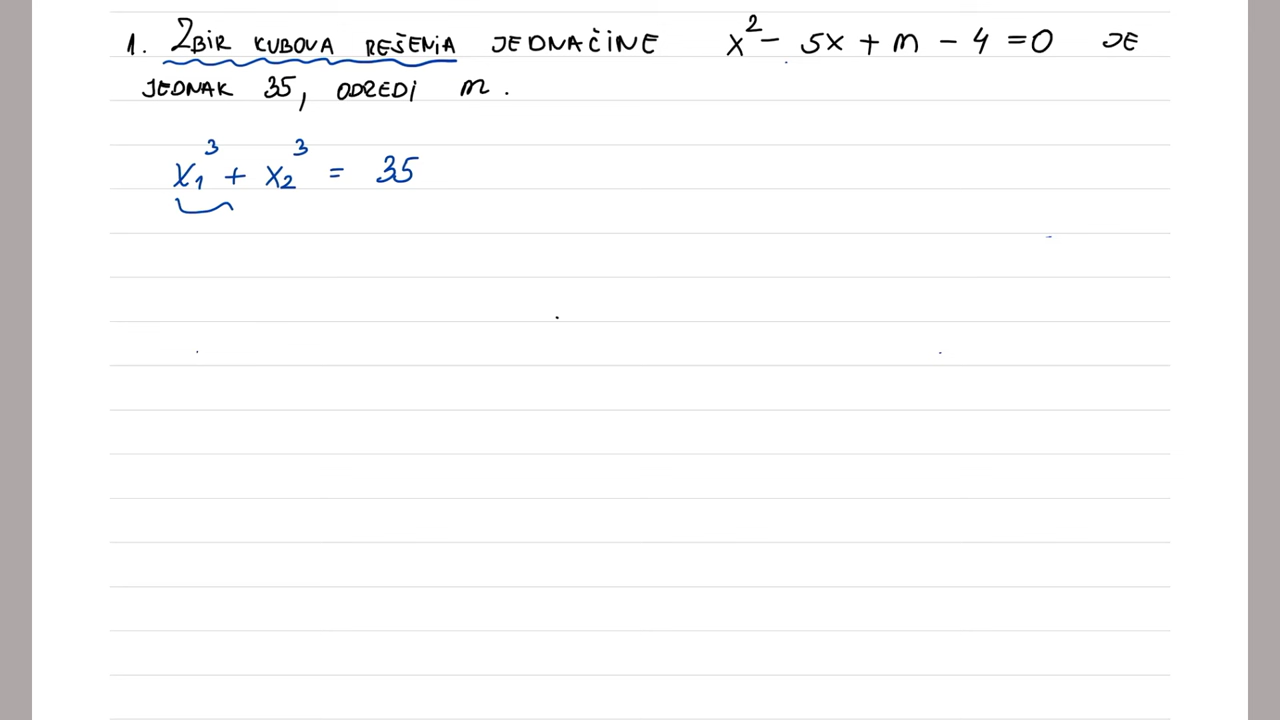 1. Zbir kubova rešenja jednačine x² - 5x + m - 4 = 0 je
jednak 35, odredi m.
x₁³ + x₂³ = 35